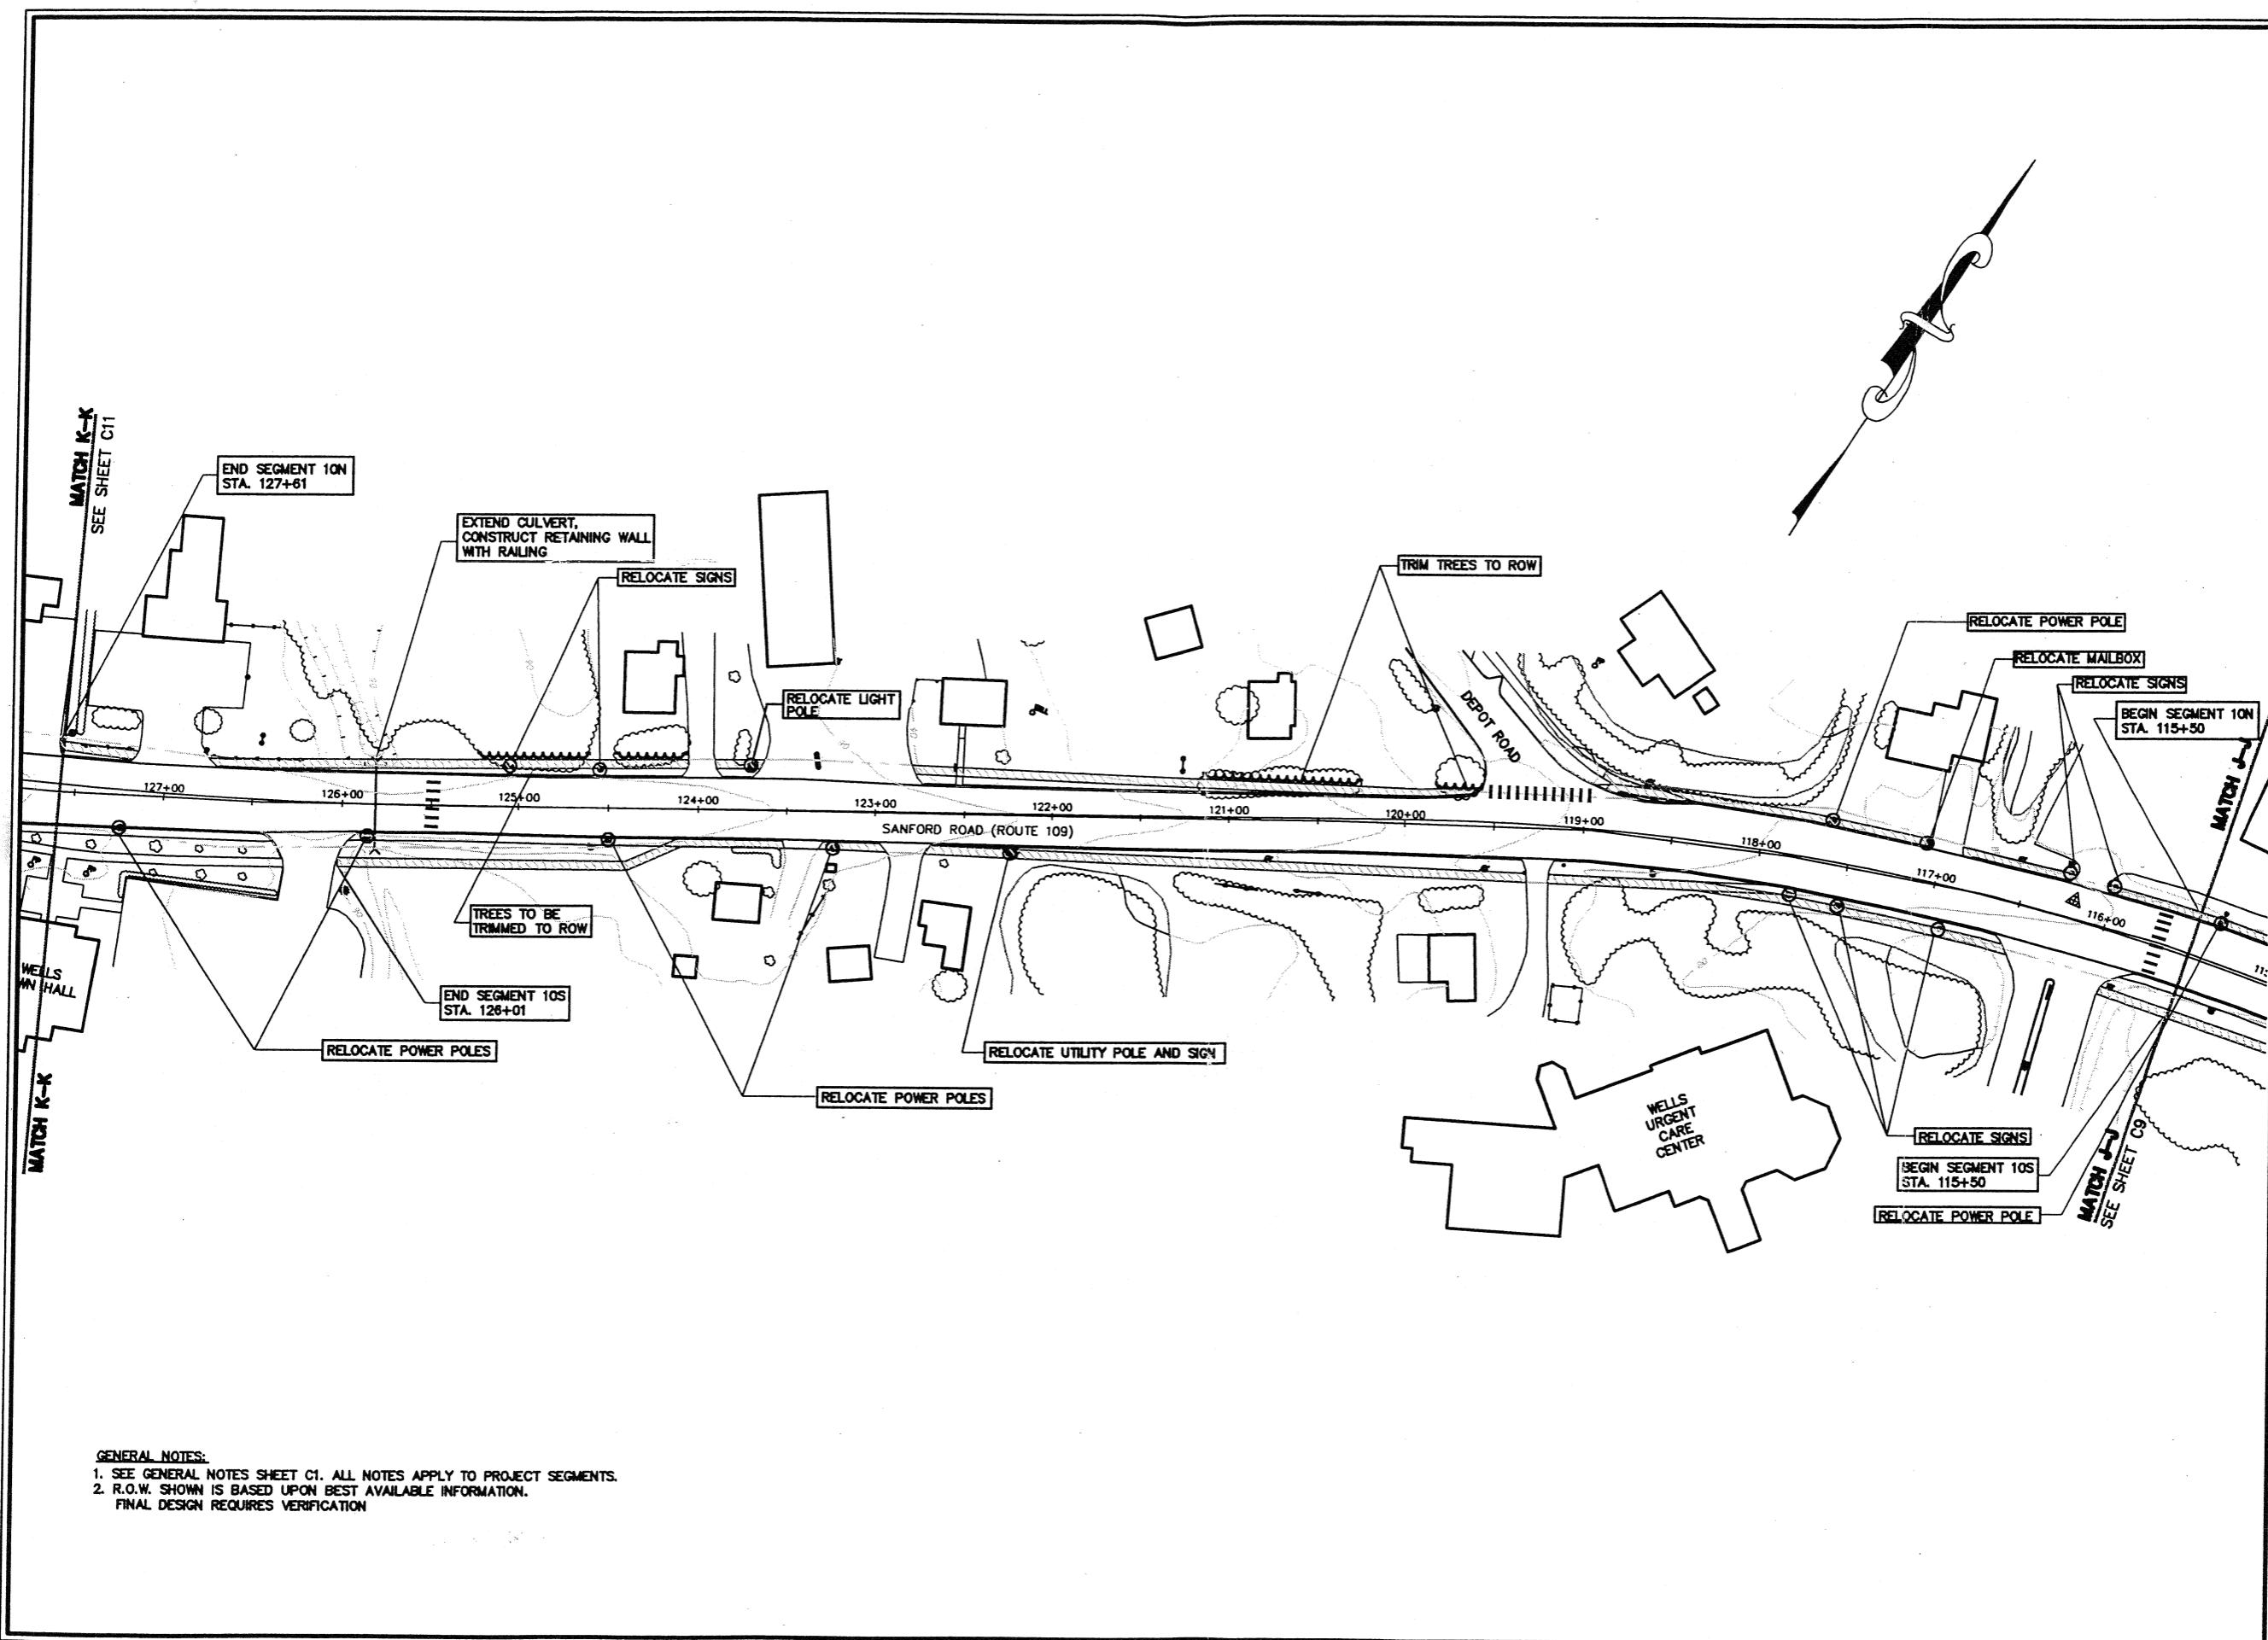 MATCH K-K
SEE SHEET C11
END SEGMENT 10N
STA. 127+61
EXTEND CULVERT,
CONSTRUCT RETAINING WALL
WITH RAILING
RELOCATE SIGNS
RELOCATE LIGHT
POLE
TRIM TREES TO ROW
DEPOT ROAD
RELOCATE POWER POLE
RELOCATE MAILBOX
RELOCATE SIGNS
BEGIN SEGMENT 10N
STA. 115+50
MATCH J-J
127+00
126+00
125+00
124+00
123+00
122+00
121+00
120+00
119+00
118+00
117+00
116+00
SANFORD ROAD (ROUTE 109)
TREES TO BE
TRIMMED TO ROW
WELLS
WN HALL
END SEGMENT 10S
STA. 126+01
RELOCATE POWER POLES
RELOCATE UTILITY POLE AND SIGN
RELOCATE POWER POLES
MATCH K-K
WELLS
URGENT
CARE
CENTER
RELOCATE SIGNS
BEGIN SEGMENT 10S
STA. 115+50
RELOCATE POWER POLE
MATCH J-J
SEE SHEET C9
GENERAL NOTES:
1. SEE GENERAL NOTES SHEET C1. ALL NOTES APPLY TO PROJECT SEGMENTS.
2. R.O.W. SHOWN IS BASED UPON BEST AVAILABLE INFORMATION.
FINAL DESIGN REQUIRES VERIFICATION